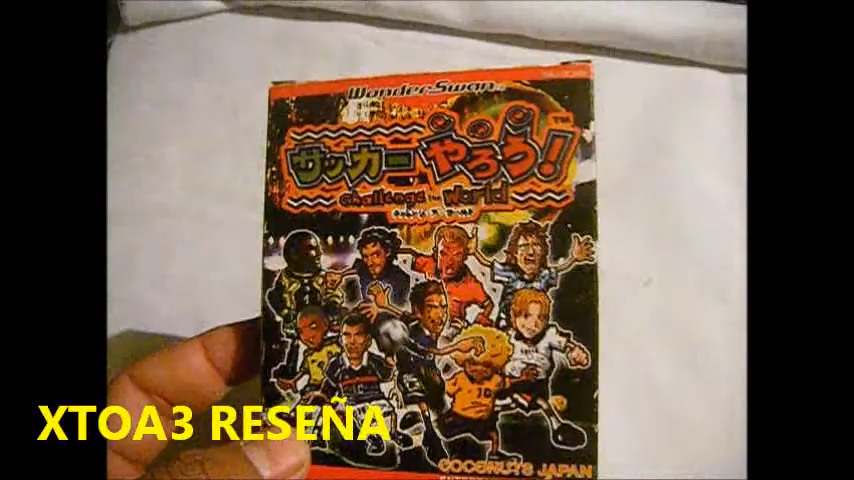 WonderSwan
サッカーやろう!
Challenge the World
XTOA3 RESEÑA
COCONUTS JAPAN